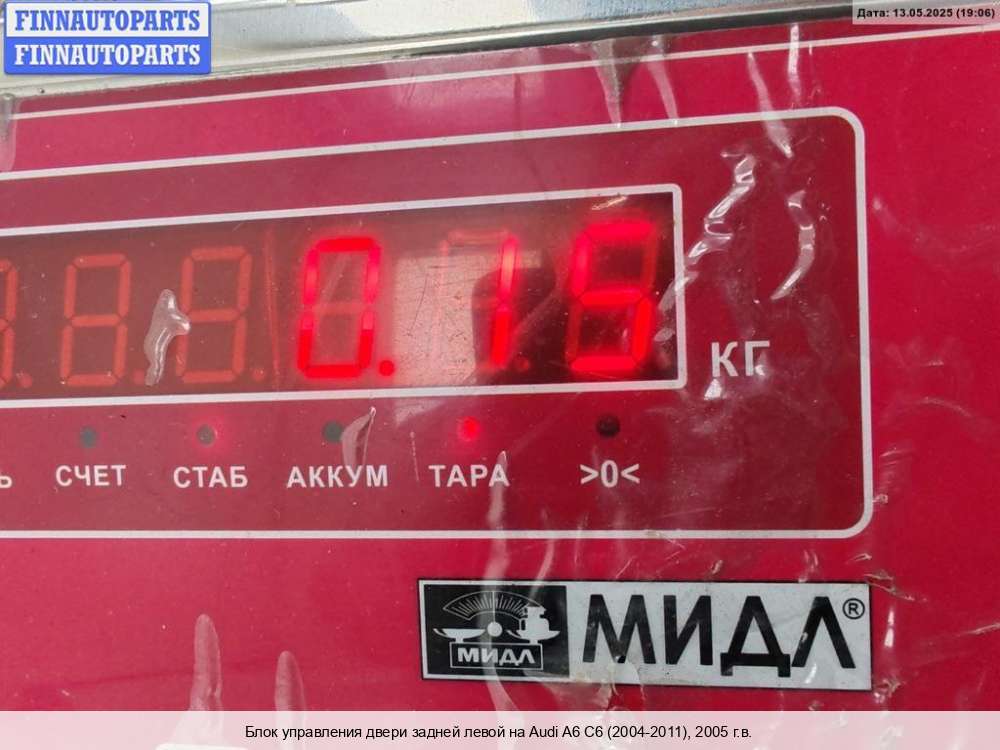 FINNAUTOPARTS
FINNAUTOPARTS
Дата: 13.05.2025 (19:06)
0.15
КГ
Ь СЧЕТ СТАБ АККУМ ТАРА >0<
МИДЛ
МИДЛ®
Блок управления двери задней левой на Audi A6 C6 (2004-2011), 2005 г.в.